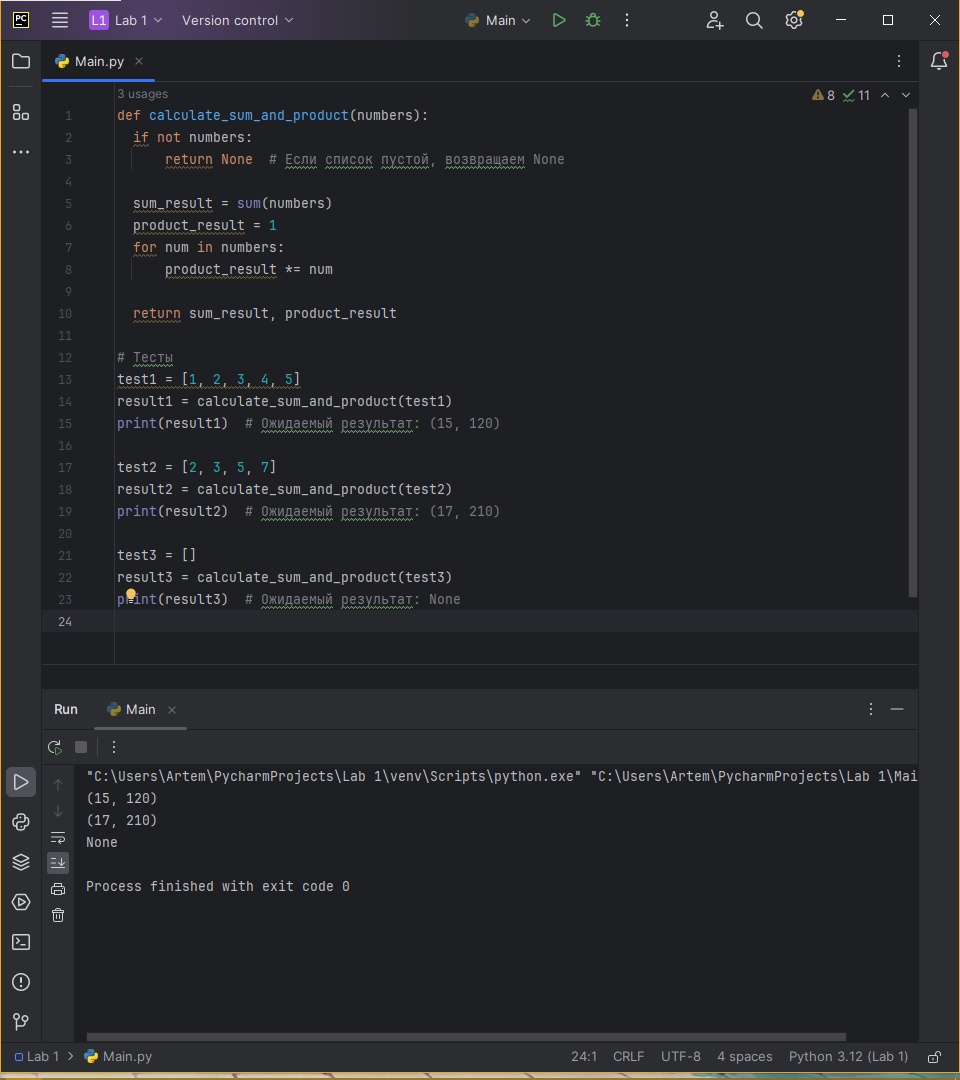 PC L1 Lab 1 Version control Main
Main.py
3 usages 8 11
1 def calculate_sum_and_product(numbers):
2 if not numbers:
3 return None # Если список пустой, возвращаем None
4
5 sum_result = sum(numbers)
6 product_result = 1
7 for num in numbers:
8 product_result *= num
9
10 return sum_result, product_result
11
12 # Тесты
13 test1 = [1, 2, 3, 4, 5]
14 result1 = calculate_sum_and_product(test1)
15 print(result1) # Ожидаемый результат: (15, 120)
16
17 test2 = [2, 3, 5, 7]
18 result2 = calculate_sum_and_product(test2)
19 print(result2) # Ожидаемый результат: (17, 210)
20
21 test3 = []
22 result3 = calculate_sum_and_product(test3)
23 print(result3) # Ожидаемый результат: None
24
Run Main
"C:\Users\Artem\PycharmProjects\Lab 1\venv\Scripts\python.exe" "C:\Users\Artem\PycharmProjects\Lab 1\Mai
(15, 120)
(17, 210)
None
Process finished with exit code 0
Lab 1 Main.py 24:1 CRLF UTF-8 4 spaces Python 3.12 (Lab 1)